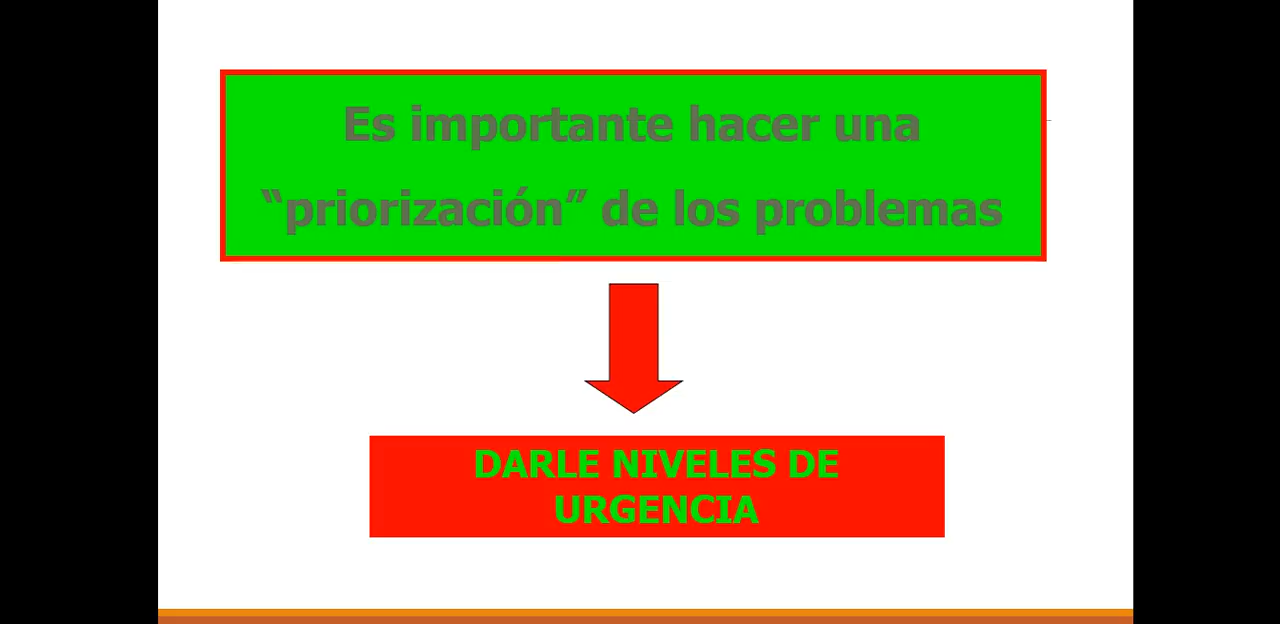 Es importante hacer una
“priorización” de los problemas
DARLE NIVELES DE
URGENCIA